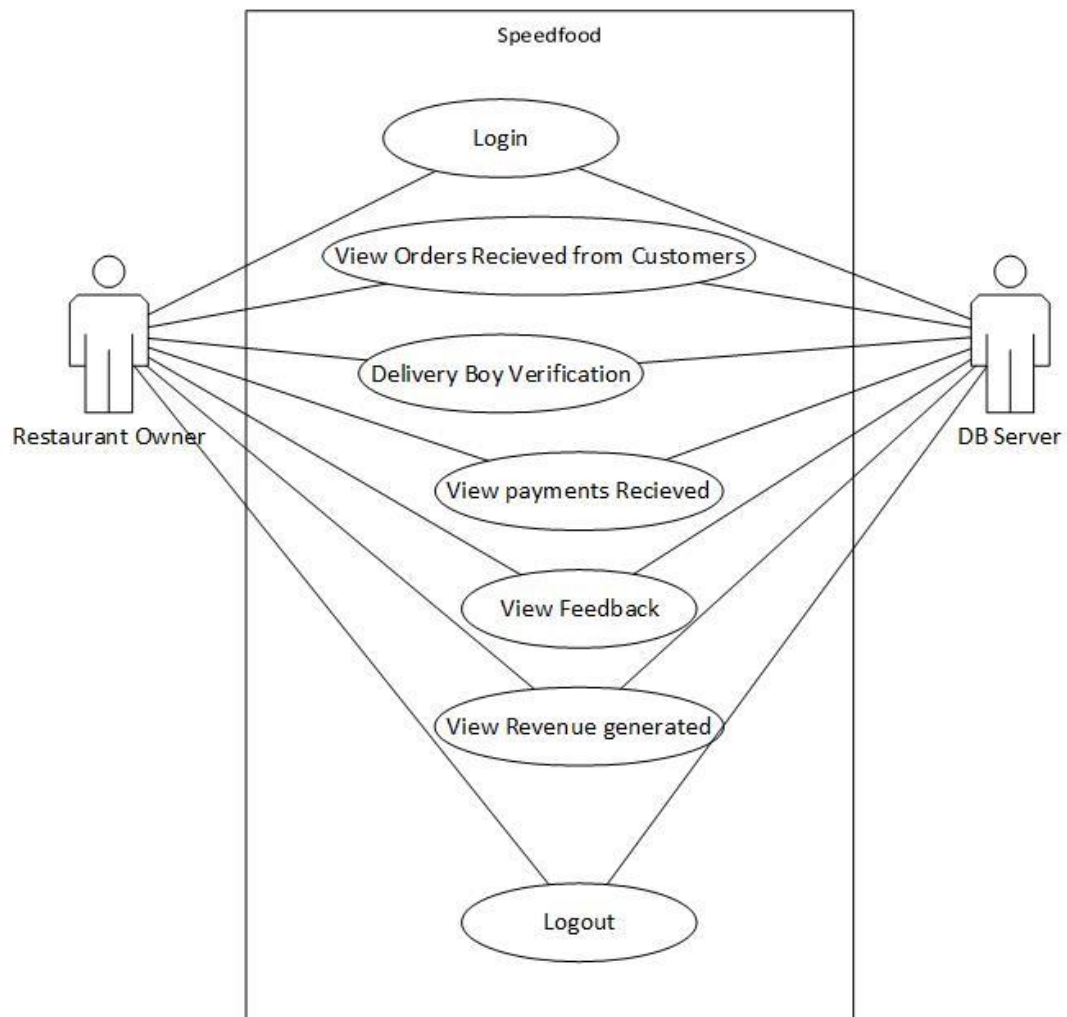 Speedfood
Login
View Orders Recieved from Customers
Delivery Boy Verification
Restaurant Owner
DB Server
View payments Recieved
View Feedback
View Revenue generated
Logout